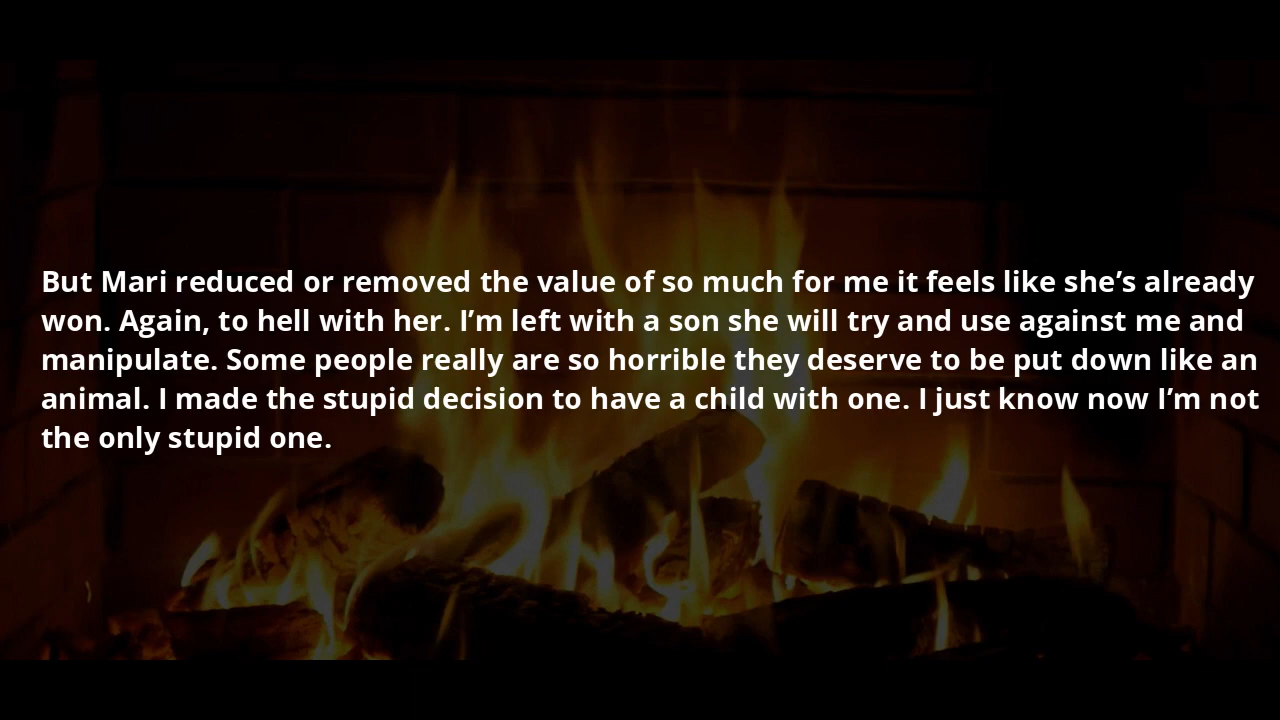 But Mari reduced or removed the value of so much for me it feels like she’s already
won. Again, to hell with her. I’m left with a son she will try and use against me and
manipulate. Some people really are so horrible they deserve to be put down like an
animal. I made the stupid decision to have a child with one. I just know now I’m not
the only stupid one.